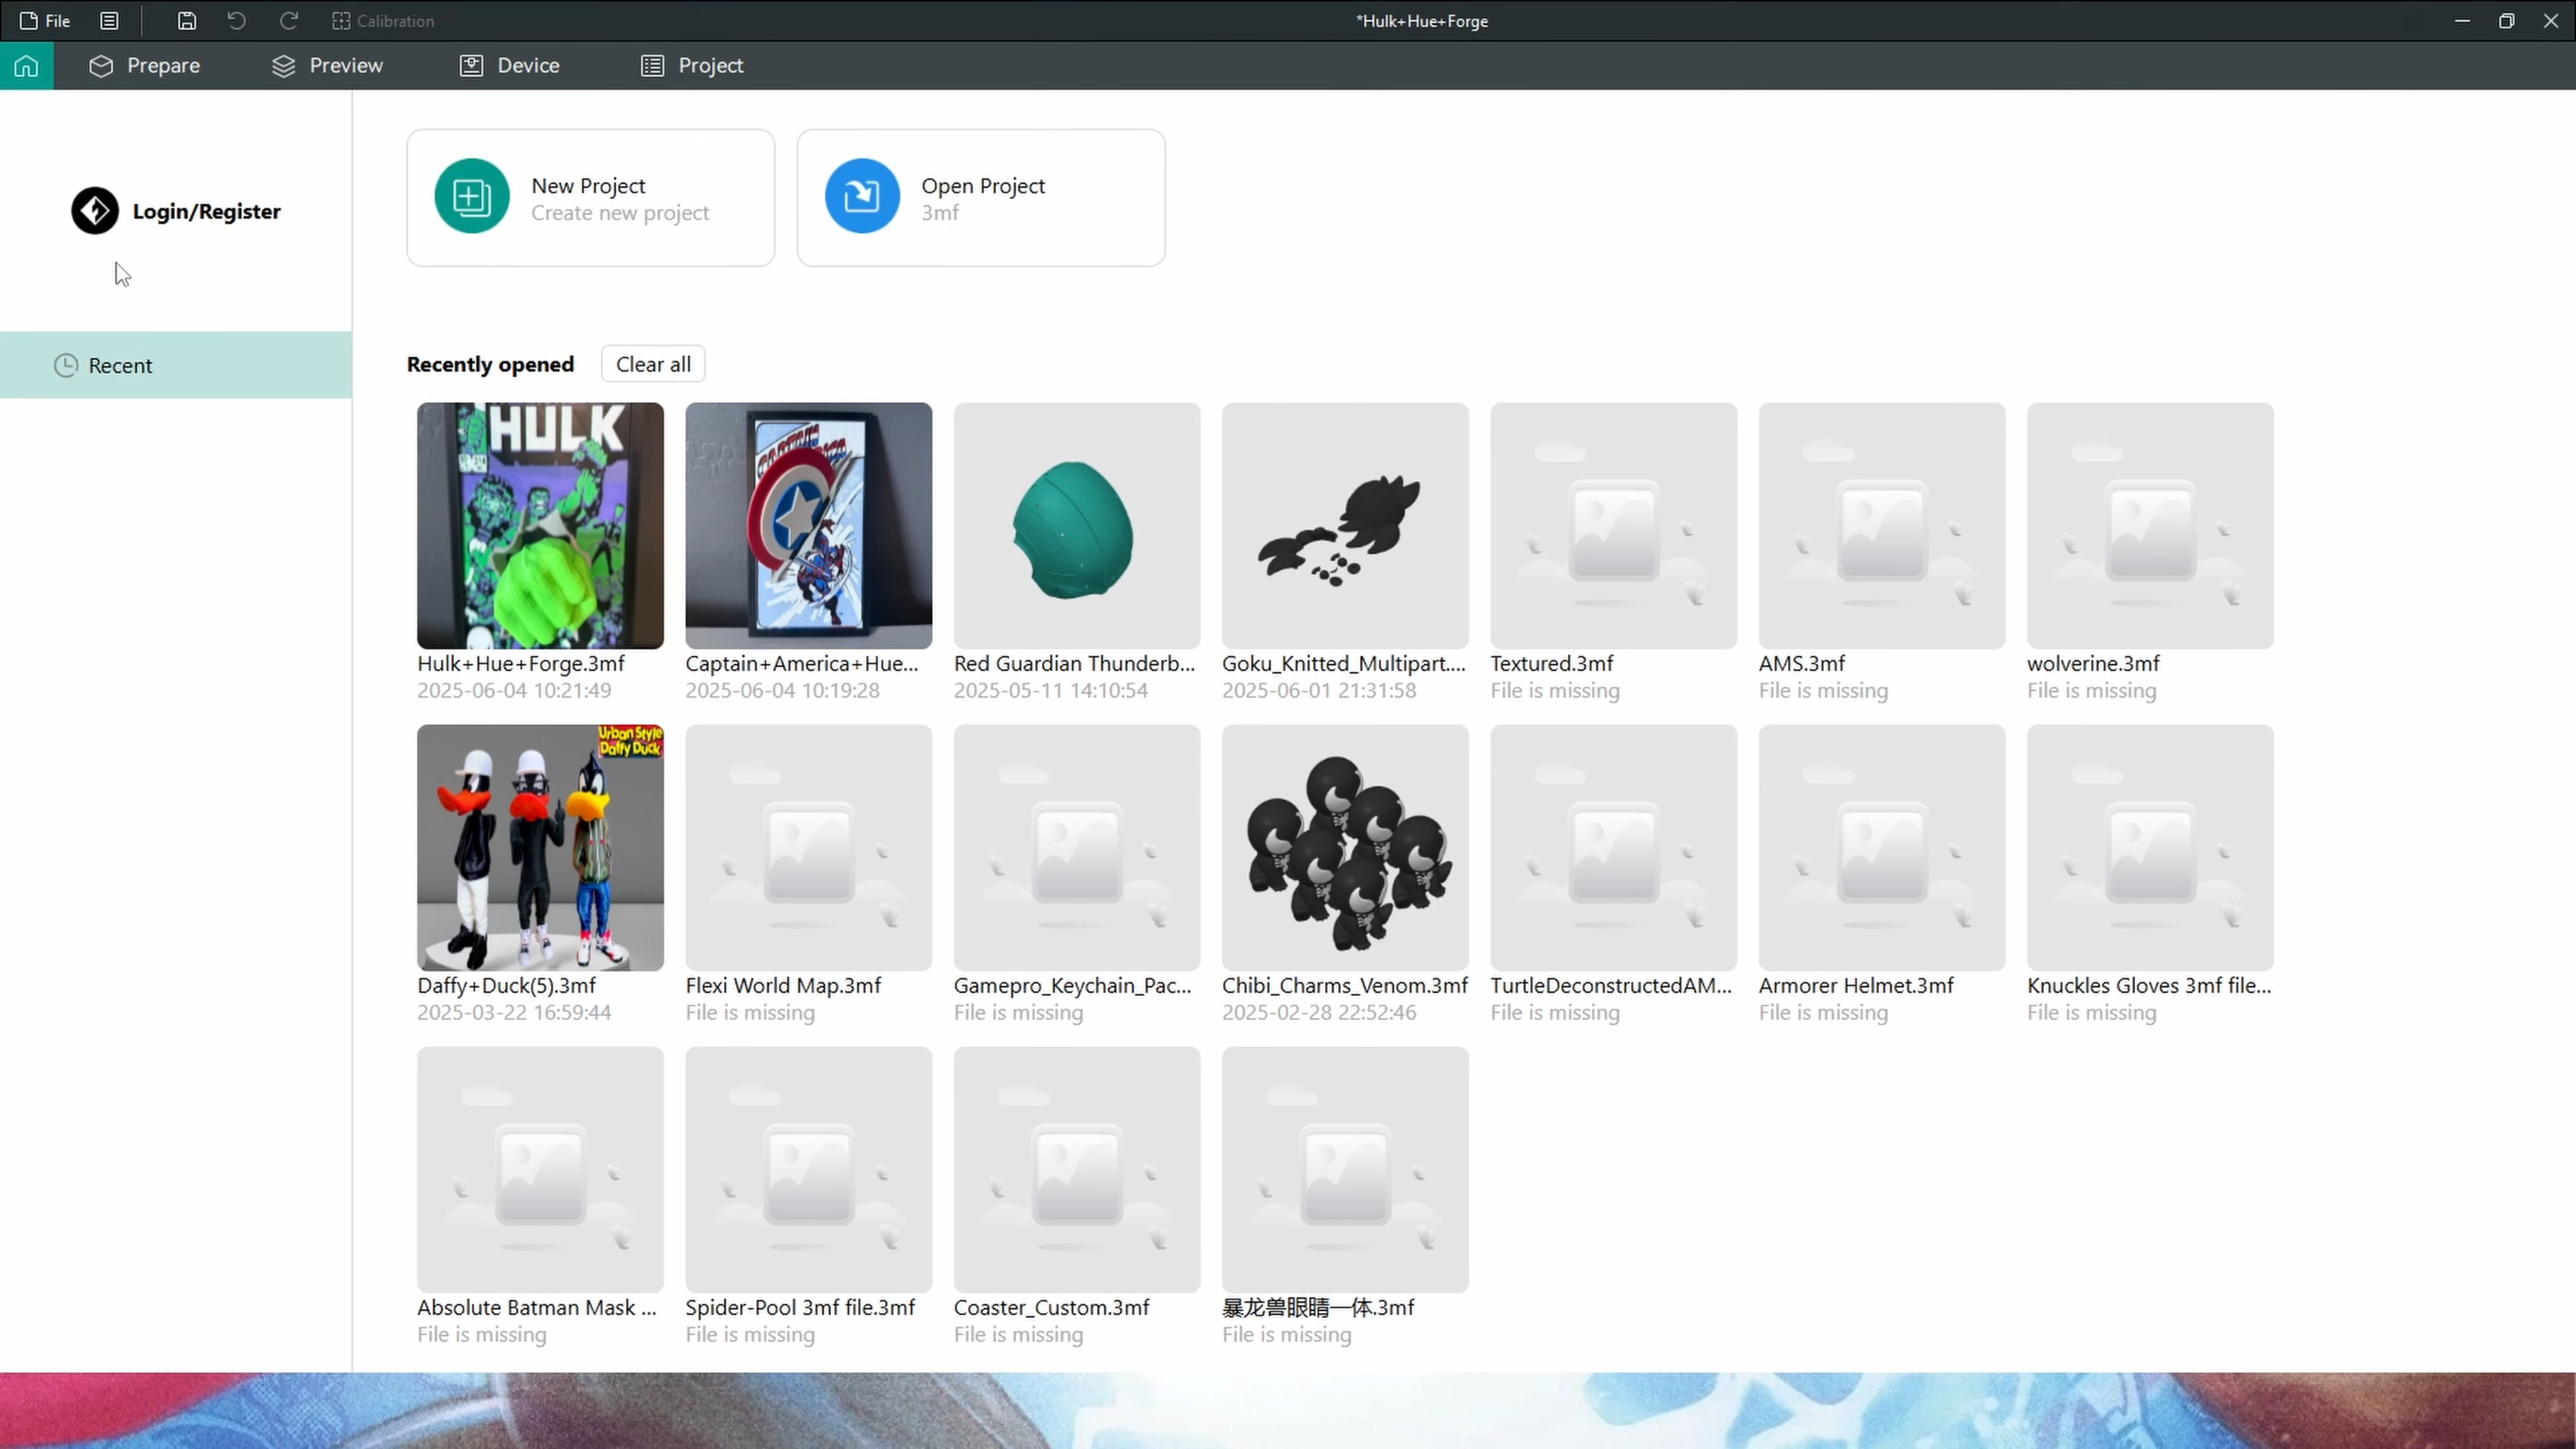 File
Calibration
*Hulk+Hue+Forge
Prepare
Preview
Device
Project
Login/Register
Recent
New Project
Create new project
Open Project
3mf
Recently opened
Clear all
HULK
CAPTAIN
Hulk+Hue+Forge.3mf
2025-06-04 10:21:49
Captain+America+Hue...
2025-06-04 10:19:28
Red Guardian Thunderb...
2025-05-11 14:10:54
Goku_Knitted_Multipart....
2025-06-01 21:31:58
Textured.3mf
File is missing
AMS.3mf
File is missing
wolverine.3mf
File is missing
Urban Style
Daffy Duck
Daffy+Duck(5).3mf
2025-03-22 16:59:44
Flexi World Map.3mf
File is missing
Gamepro_Keychain_Pac...
File is missing
Chibi_Charms_Venom.3mf
2025-02-28 22:52:46
TurtleDeconstructedAM...
File is missing
Armorer Helmet.3mf
File is missing
Knuckles Gloves 3mf file...
File is missing
Absolute Batman Mask ...
File is missing
Spider-Pool 3mf file.3mf
File is missing
Coaster_Custom.3mf
File is missing
暴龙兽眼睛一体.3mf
File is missing